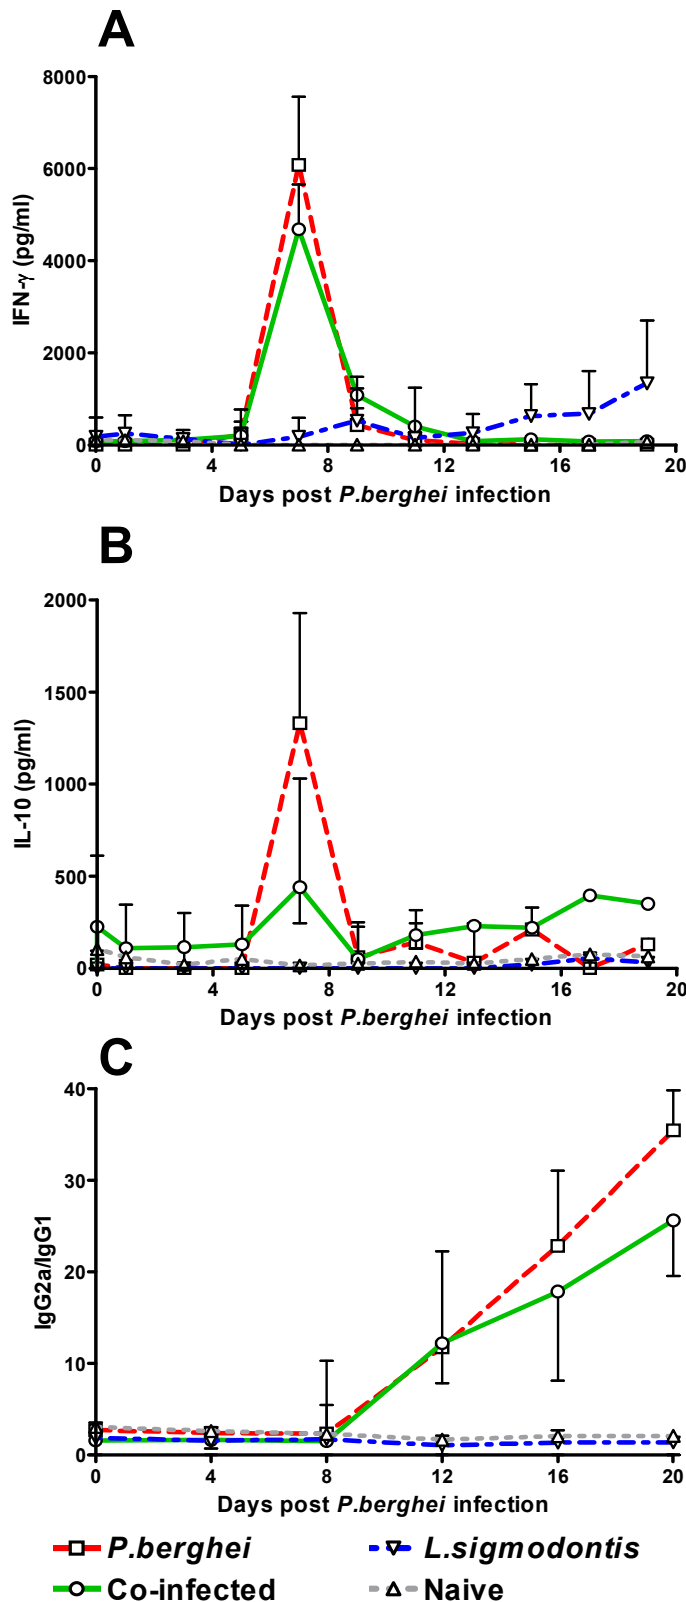 A
8000
6000
4000
2000
0
IFN-γ (pg/ml)
0 4 8 12 16 20
Days post P.berghei infection
B
2000
1500
1000
500
0
IL-10 (pg/ml)
0 4 8 12 16 20
Days post P.berghei infection
C
40
30
20
10
0
IgG2a/IgG1
0 4 8 12 16 20
Days post P.berghei infection
P.berghei L.sigmodontis
Co-infected Naive